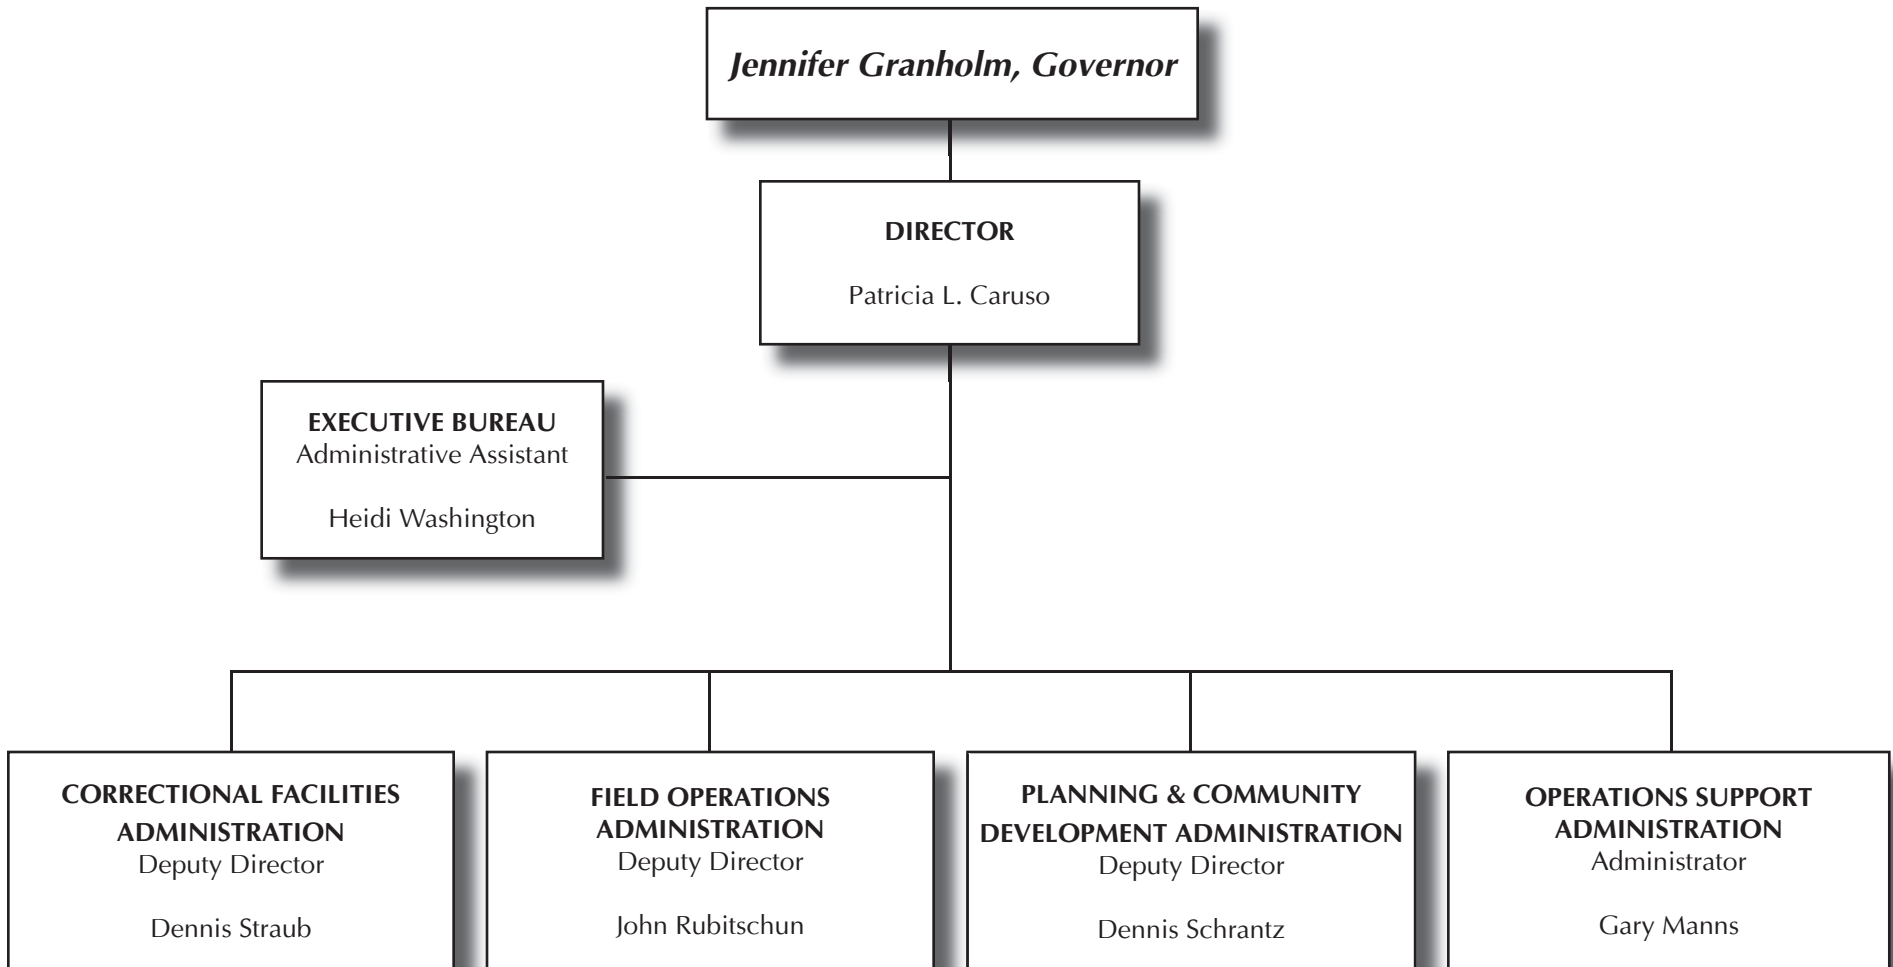 Jennifer Granholm, Governor
DIRECTOR
Patricia L. Caruso
EXECUTIVE BUREAU
Administrative Assistant
Heidi Washington
CORRECTIONAL FACILITIES
ADMINISTRATION
Deputy Director
Dennis Straub
FIELD OPERATIONS
ADMINISTRATION
Deputy Director
John Rubitschun
PLANNING & COMMUNITY
DEVELOPMENT ADMINISTRATION
Deputy Director
Dennis Schrantz
OPERATIONS SUPPORT
ADMINISTRATION
Administrator
Gary Manns